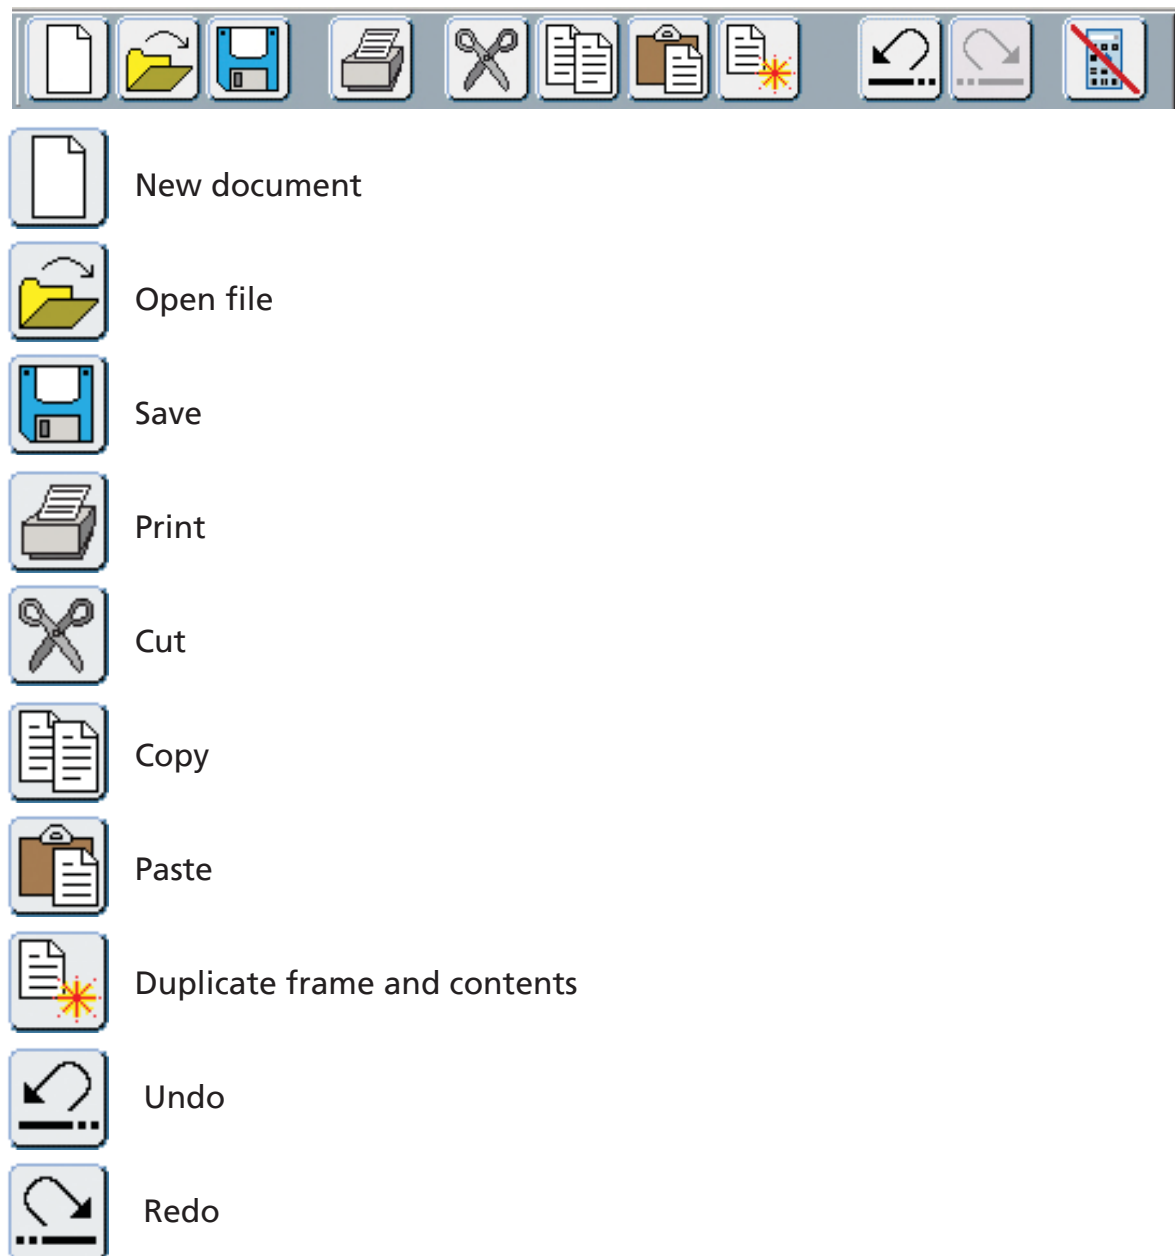 New document
Open file
Save
Print
Cut
Copy
Paste
Duplicate frame and contents
Undo
Redo